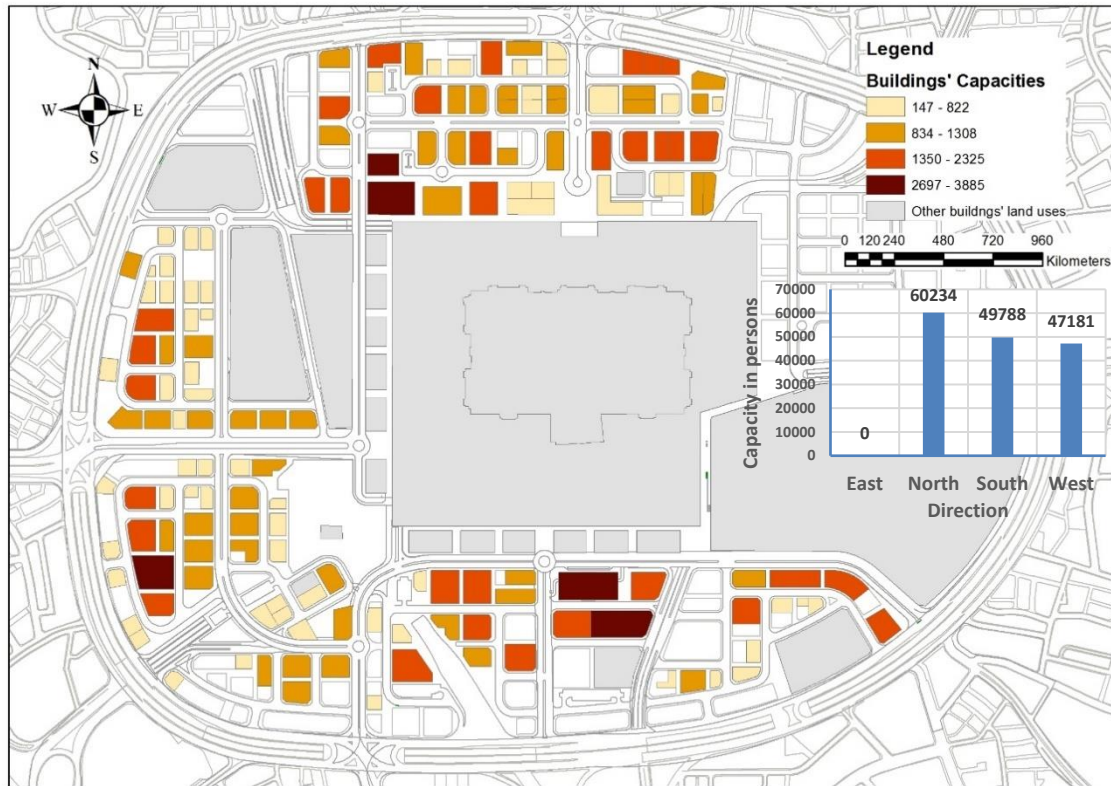 N
W E
S
Legend
Buildings' Capacities
147 - 822
834 - 1308
1350 - 2325
2697 - 3885
Other buildngs' land uses
0 120 240 480 720 960
Kilometers
Capacity in persons
70000
60000
50000
40000
30000
20000
10000
0
0
60234
49788
47181
East North South West
Direction